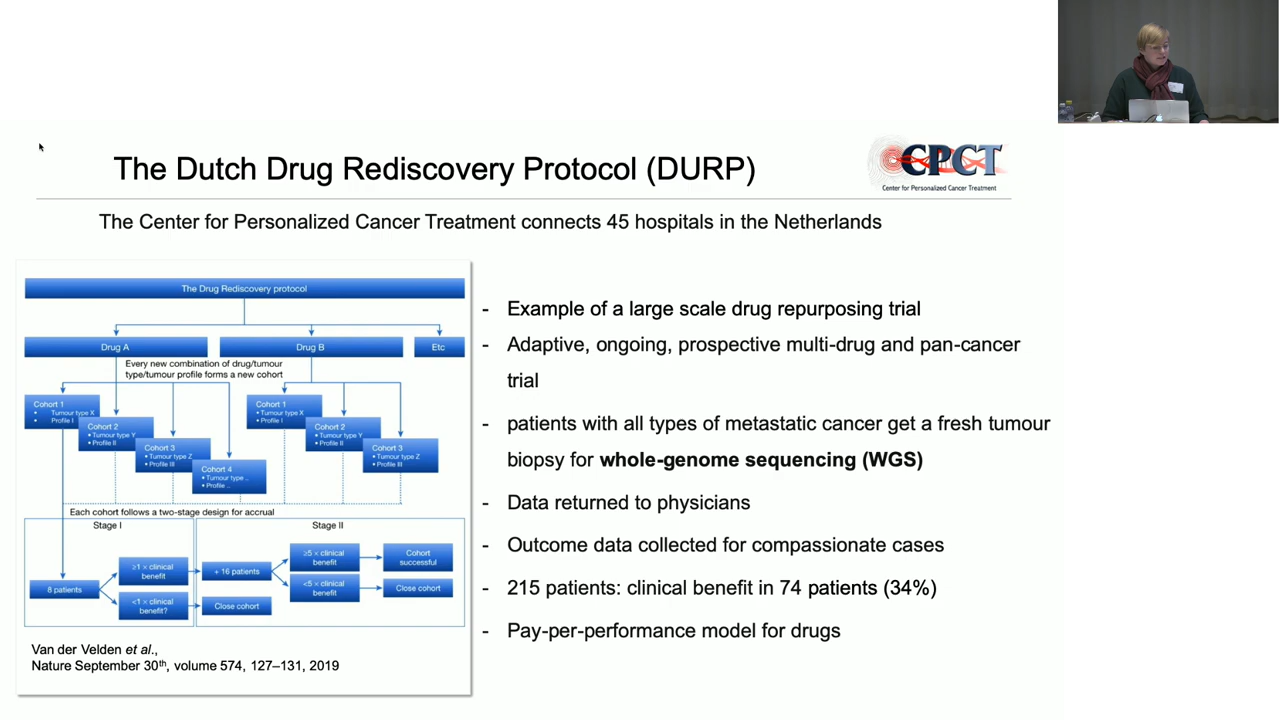 The Dutch Drug Rediscovery Protocol (DURP)
CPCT
Center for Personalized Cancer Treatment
The Center for Personalized Cancer Treatment connects 45 hospitals in the Netherlands
The Drug Rediscovery protocol
Drug A
Drug B
Etc
Every new combination of drug/tumour
type/tumour profile forms a new cohort
Cohort 1
• Tumour type X
• Profile I
Cohort 2
• Tumour type Y
• Profile II
Cohort 3
• Tumour type Z
• Profile III
Cohort 4
• Tumour type ..
• Profile ..
Cohort 1
• Tumour type X
• Profile I
Cohort 2
• Tumour type Y
• Profile II
Cohort 3
• Tumour type Z
• Profile III
Each cohort follows a two-stage design for accrual
Stage I
Stage II
8 patients
≥1 × clinical
benefit
<1 × clinical
benefit?
+ 16 patients
Close cohort
≥5 × clinical
benefit
<5 × clinical
benefit
Cohort
successful
Close cohort
Van der Velden et al.,
Nature September 30th, volume 574, 127–131, 2019
- Example of a large scale drug repurposing trial
- Adaptive, ongoing, prospective multi-drug and pan-cancer
trial
- patients with all types of metastatic cancer get a fresh tumour
biopsy for whole-genome sequencing (WGS)
- Data returned to physicians
- Outcome data collected for compassionate cases
- 215 patients: clinical benefit in 74 patients (34%)
- Pay-per-performance model for drugs